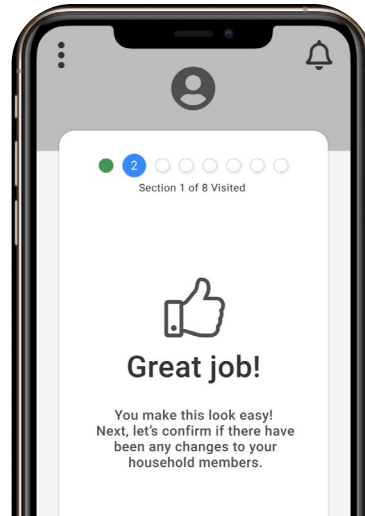 2
Section 1 of 8 Visited
Great job!
You make this look easy!
Next, let's confirm if there have
been any changes to your
household members.